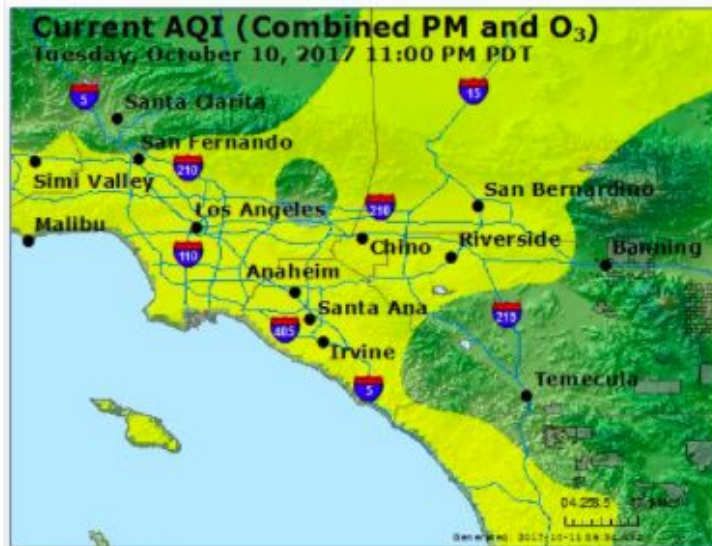 Current AQI (Combined PM and O₃)
Tuesday, October 10, 2017 11:00 PM PDT
5
15
Santa Clarita
San Fernando
210
Simi Valley
San Bernardino
Los Angeles
210
Malibu
Chino
Riverside
Banning
110
Anaheim
Santa Ana
215
405
Irvine
5
Temecula